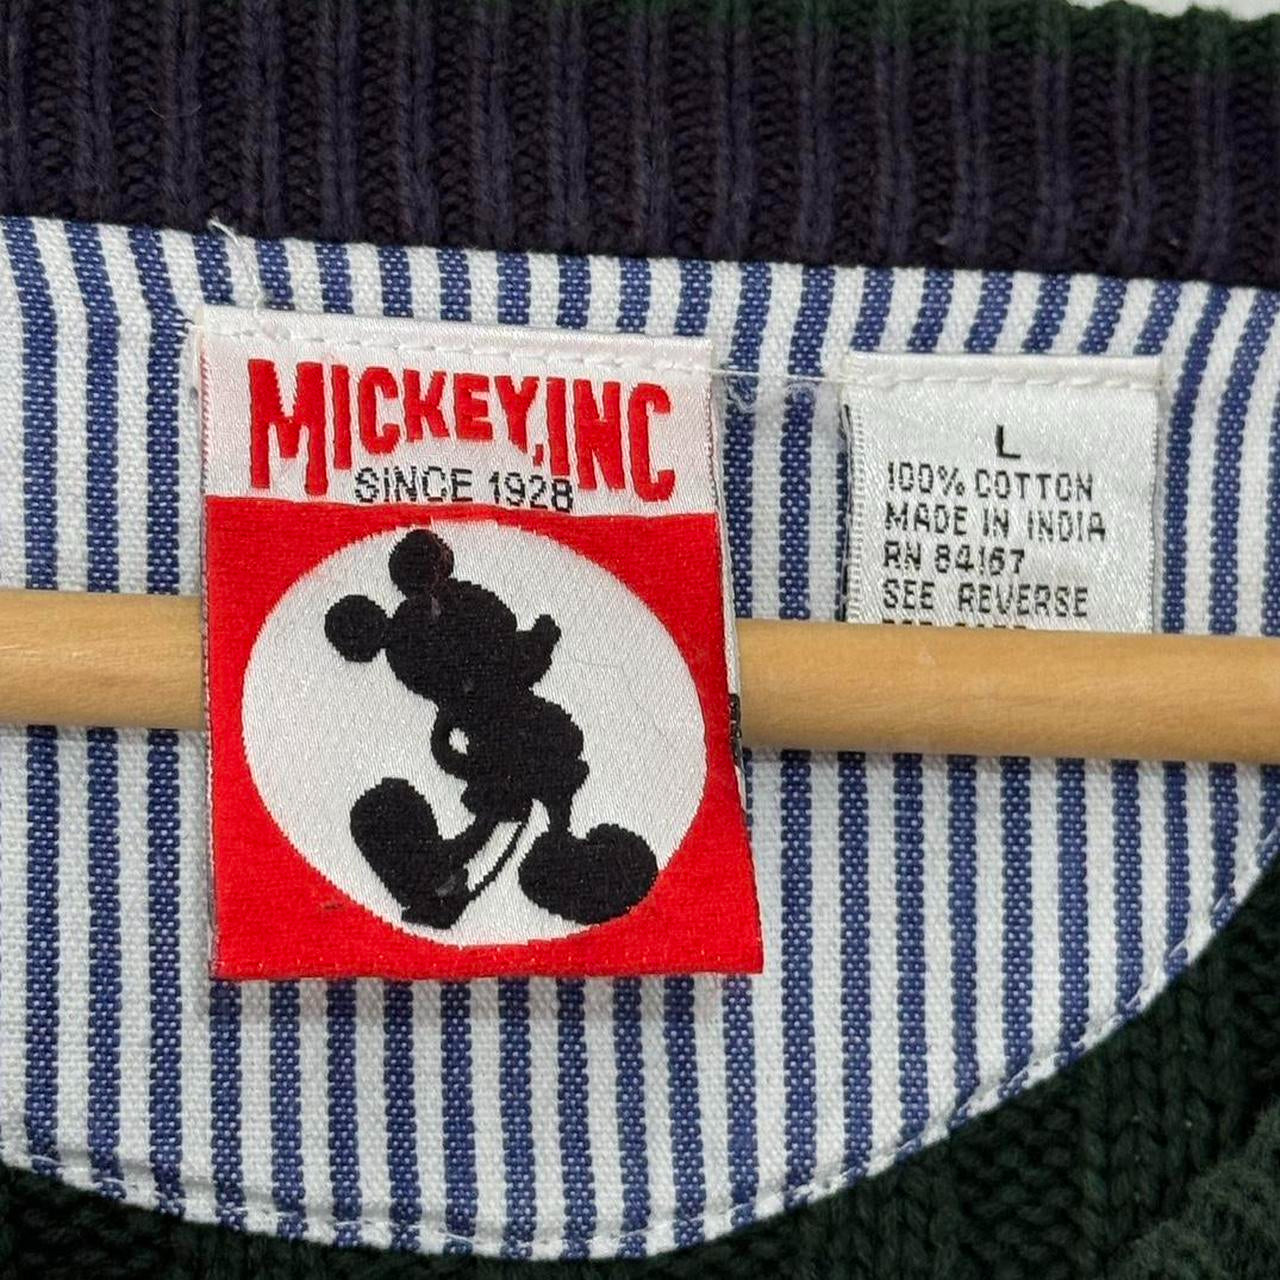 MICKEY, INC
SINCE 1928
L
100% COTTON
MADE IN INDIA
RN 84167
SEE REVERSE